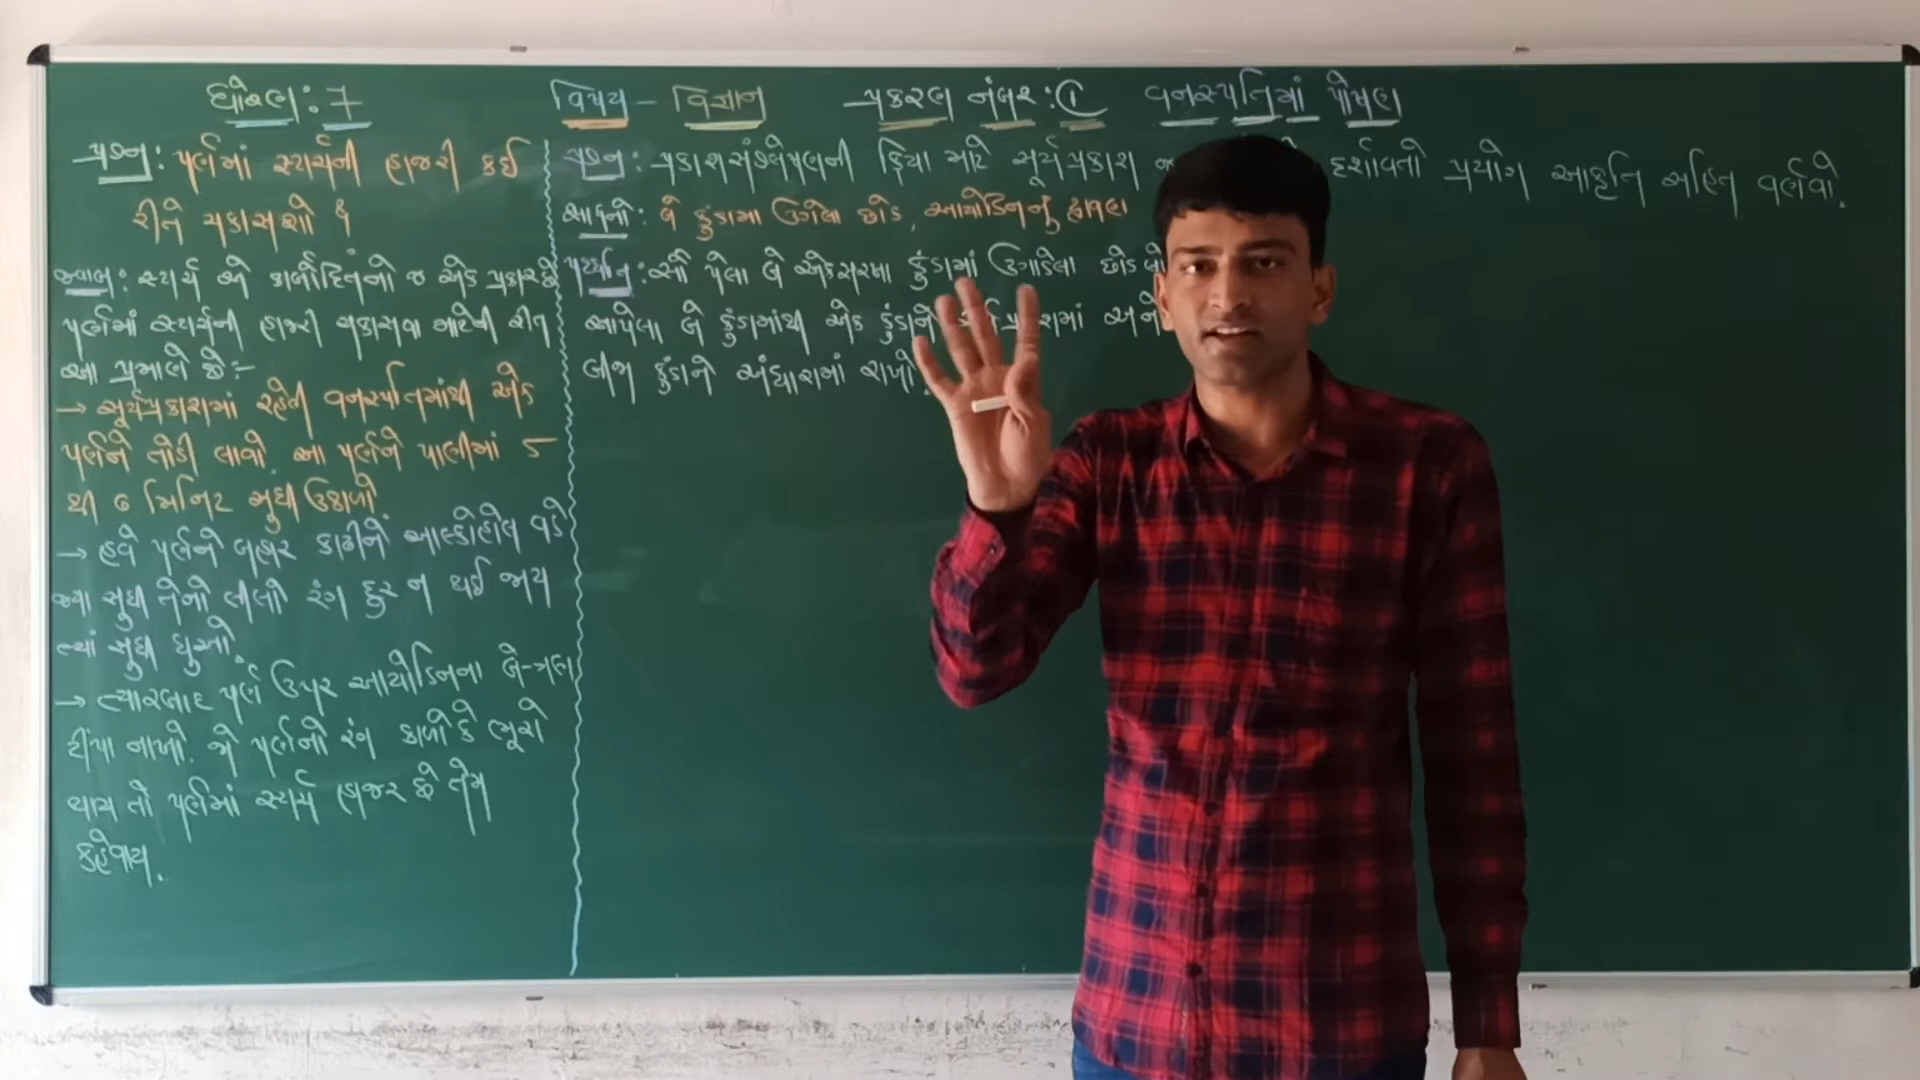 ધોરણ: 7 વિષય - વિજ્ઞાન પ્રકરણ નંબર: ① વનસ્પતિમાં પોષણ
પ્રશ્ન: પર્ણમાં સ્ટાર્ચની હાજરી કઈ
રીતે ચકાસશો ?
જવાબ: સ્ટાર્ચ એ કાર્બોદિતનો જ એક પ્રકાર છે
પર્ણમાં સ્ટાર્ચની હાજરી ચકાસવા માટેની રીત
આ પ્રમાણે છે:-
→ સૂર્યપ્રકાશમાં રહેતી વનસ્પતિમાંથી એક
પર્ણને તોડી લાવો. આ પર્ણને પાણીમાં 5
થી 6 મિનિટ સુધી ઉકાળો.
→ હવે પર્ણને બહાર કાઢીને આલ્કોહોલ વડે
જ્યા સુધી તેનો લીલો રંગ દુર ન થઈ જાય
ત્યાં સુધી ધુઓ.
→ ત્યારબાદ પર્ણ ઉપર આયોડિનના બે-ત્રણ
ટીંપા નાખો. જો પર્ણનો રંગ કાળો કે ભૂરો
થાય તો પર્ણમાં સ્ટાર્ચ હાજર છે તેમ
કહેવાય.
પ્રશ્ન: પ્રકાશસંશ્લેષણની ક્રિયા માટે સૂર્યપ્રકાશ દર્શાવતો પ્રયોગ આકૃતિ સહિત વર્ણવો.
સાધનો: બે કુંડામા ઉગેલા છોડ, આયોડિનનું દ્રાવણ
સૌ પેલા બે એકસરખા કુંડામાં ઉગાડેલા છોડ લો
આપેલા બે કુંડામાંથી એક કુંડાને અને
બીજા કુંડાને અંધારામાં રાખો.